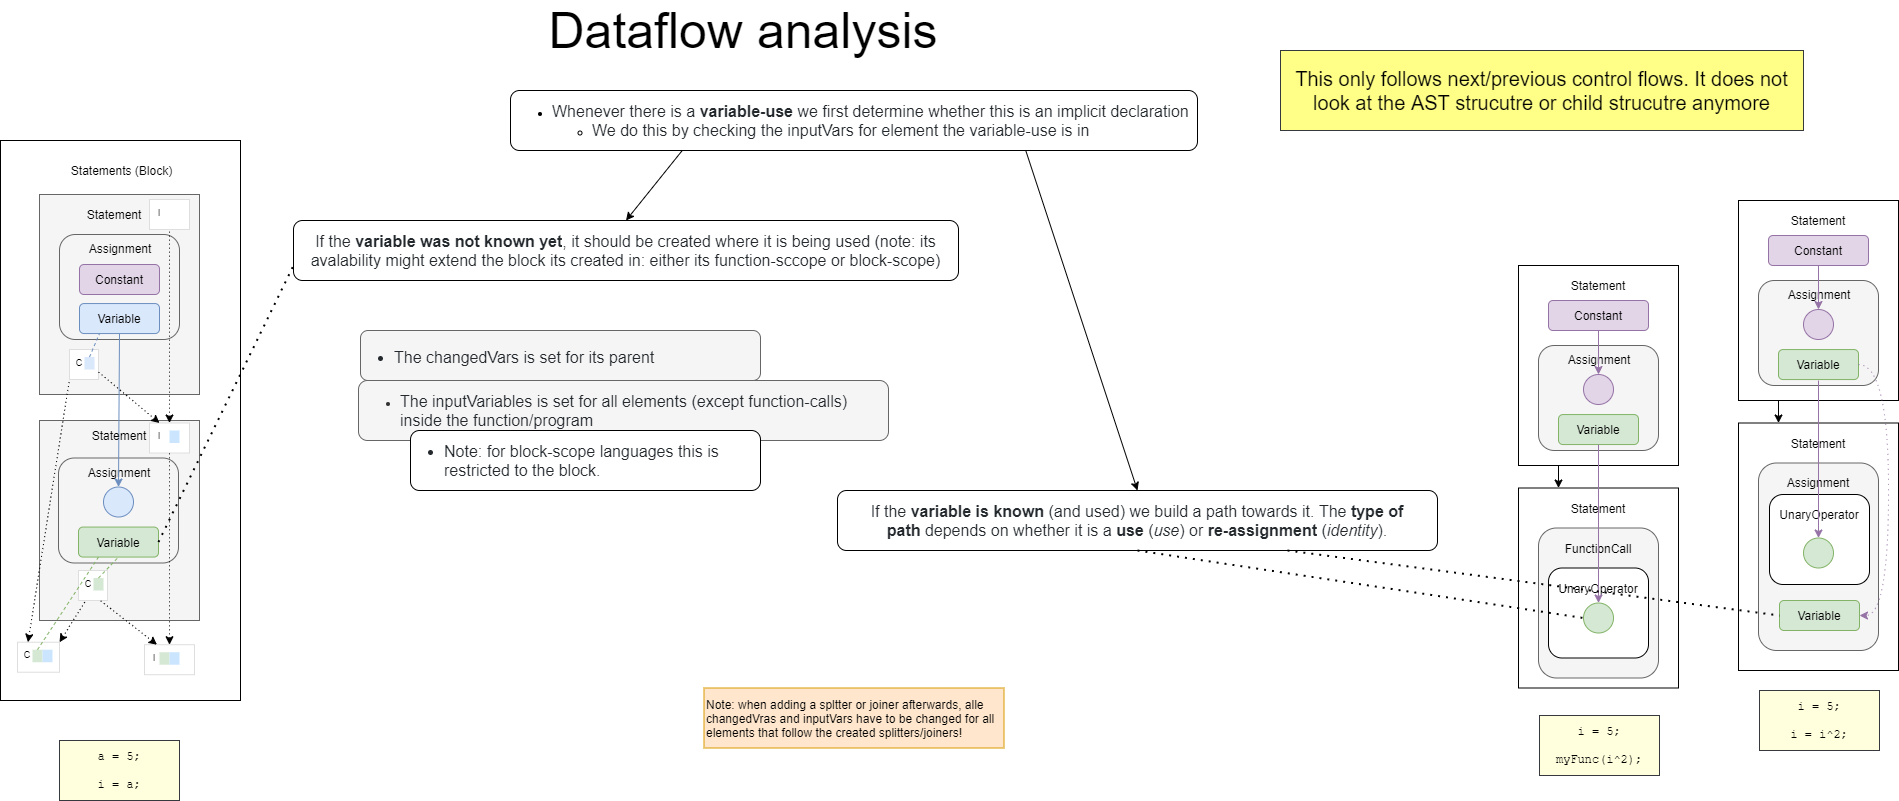 Dataflow analysis
This only follows next/previous control flows. It does not
look at the AST strucutre or child strucutre anymore
Whenever there is a variable-use we first determine whether this is an implicit declaration
We do this by checking the inputVars for element the variable-use is in
If the variable was not known yet, it should be created where it is being used (note: its
avalability might extend the block its created in: either its function-sccope or block-scope)
The changedVars is set for its parent
The inputVariables is set for all elements (except function-calls)
inside the function/program
Note: for block-scope languages this is
restricted to the block.
If the variable is known (and used) we build a path towards it. The type of
path depends on whether it is a use (use) or re-assignment (identity).
Note: when adding a spltter or joiner afterwards, alle
changedVras and inputVars have to be changed for all
elements that follow the created splitters/joiners!
Statements (Block)
Statement
I
Assignment
Constant
Variable
C
Statement
I
Assignment
Variable
C
C
I
a = 5;
i = a;
Statement
Constant
Assignment
Variable
Statement
FunctionCall
UnaryOperator
i = 5;
myFunc(i^2);
Statement
Constant
Assignment
Variable
Statement
Assignment
UnaryOperator
Variable
i = 5;
i = i^2;